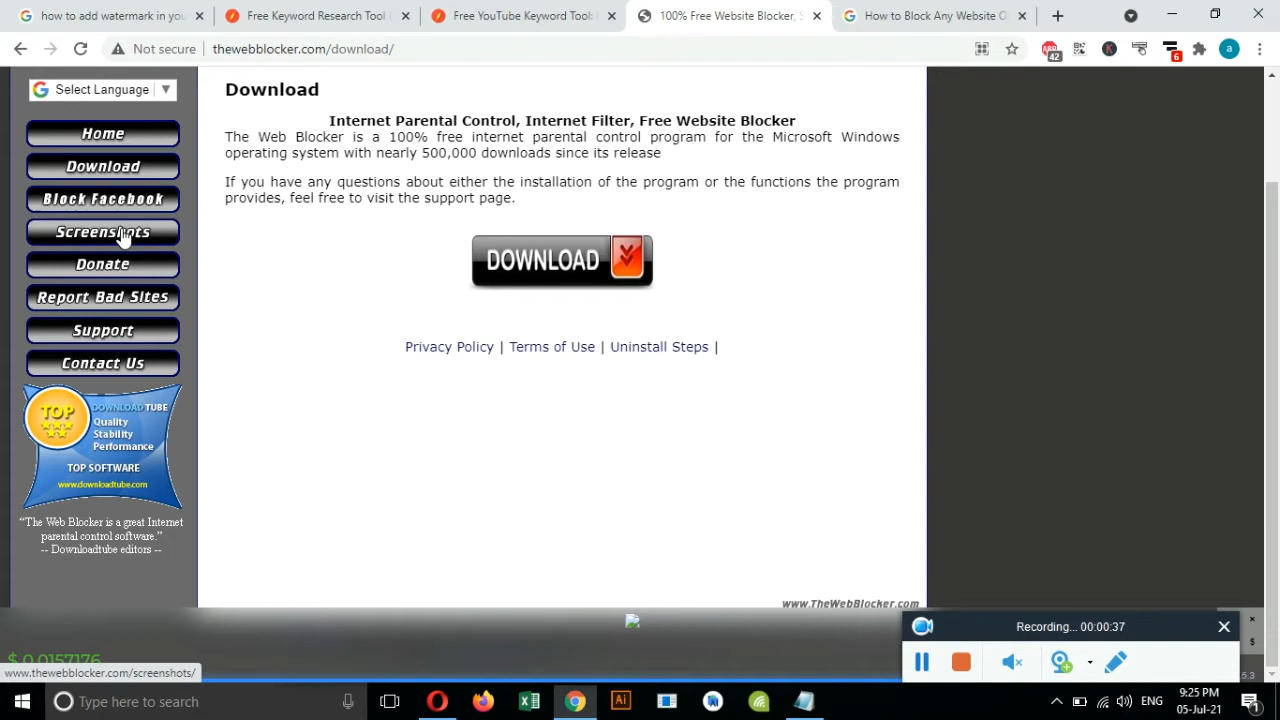 how to add watermark in you
Free Keyword Research Tool (
Free YouTube Keyword Tool:
100% Free Website Blocker, S
How to Block Any Website O
Not secure
thewebblocker.com/download/
42
6
a
Select Language
Home
Download
Block Facebook
Screenshots
Donate
Report Bad Sites
Support
Contact Us
TOP
DOWNLOAD TUBE
Quality
Stability
Performance
TOP SOFTWARE
www.downloadtube.com
“The Web Blocker is a great Internet
parental control software.”
-- Downloadtube editors --
Download
Internet Parental Control, Internet Filter, Free Website Blocker
The Web Blocker is a 100% free internet parental control program for the Microsoft Windows
operating system with nearly 500,000 downloads since its release
If you have any questions about either the installation of the program or the functions the program
provides, feel free to visit the support page.
DOWNLOAD
Privacy Policy | Terms of Use | Uninstall Steps |
www.TheWebBlocker.com
$ 0.0157176
www.thewebblocker.com/screenshots/
Recording... 00:00:37
$
5.3
Type here to search
Ai
ENG
9:25 PM
05-Jul-21
1